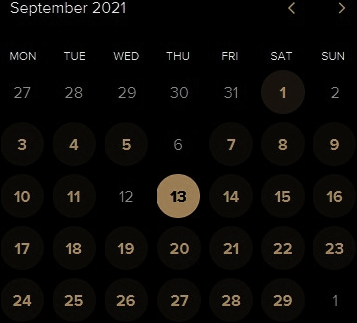 September 2021
MON TUE WED THU FRI SAT SUN
27 28 29 30 31 1 2
3 4 5 6 7 8 9
10 11 12 13 14 15 16
17 18 19 20 21 22 23
24 25 26 27 28 29 1